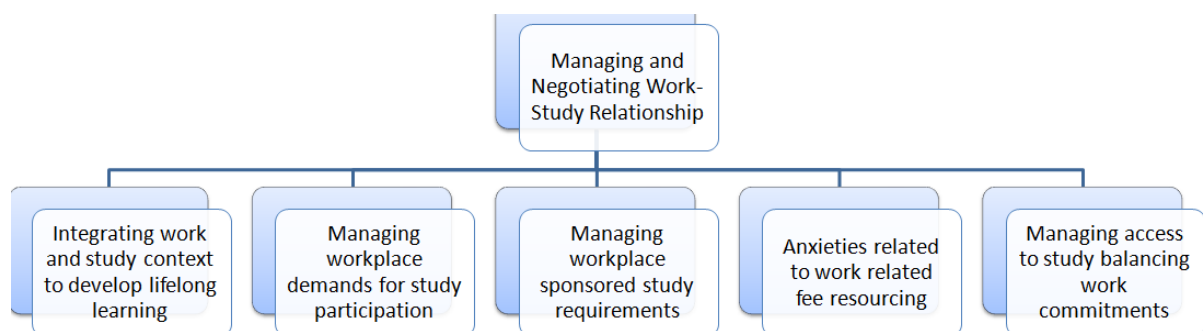 Managing and
Negotiating Work-
Study Relationship
Integrating work
and study context
to develop lifelong
learning
Managing
workplace
demands for study
participation
Managing
workplace
sponsored study
requirements
Anxieties related
to work related
fee resourcing
Managing access
to study balancing
work
commitments